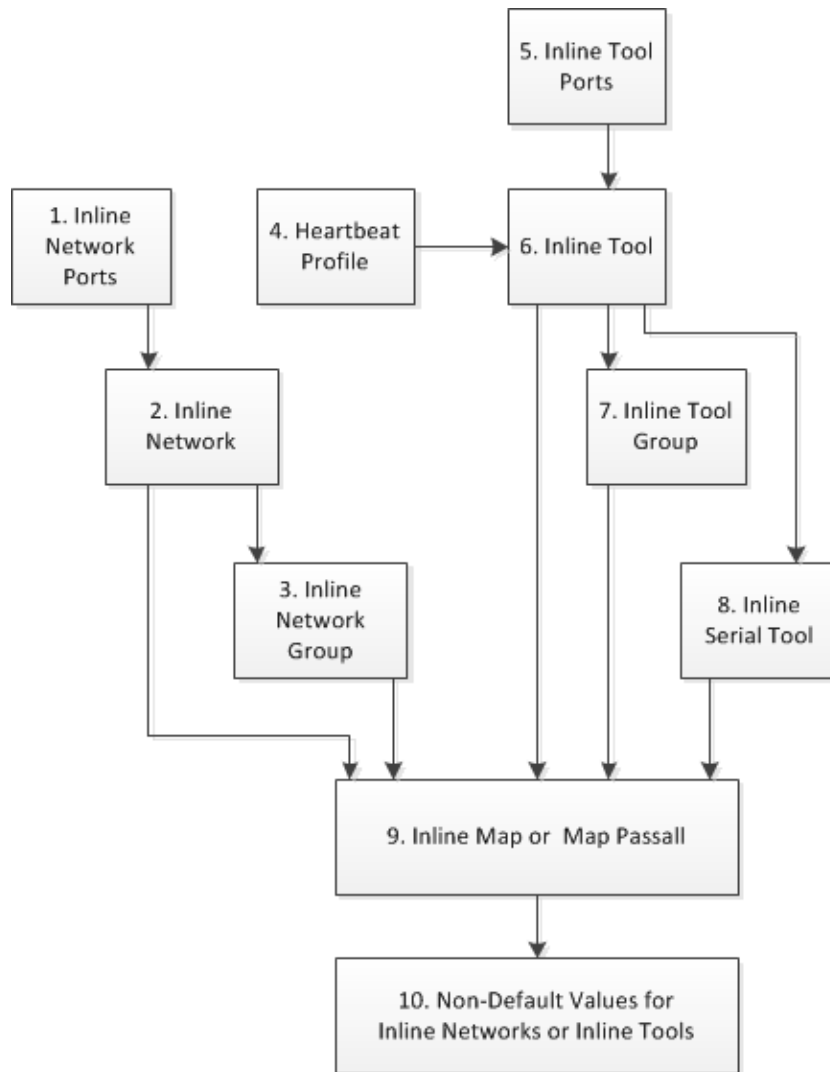 5. Inline Tool
Ports
1. Inline
Network
Ports
4. Heartbeat
Profile
6. Inline Tool
2. Inline
Network
7. Inline Tool
Group
3. Inline
Network
Group
8. Inline
Serial Tool
9. Inline Map or  Map Passall
10. Non-Default Values for
Inline Networks or Inline Tools